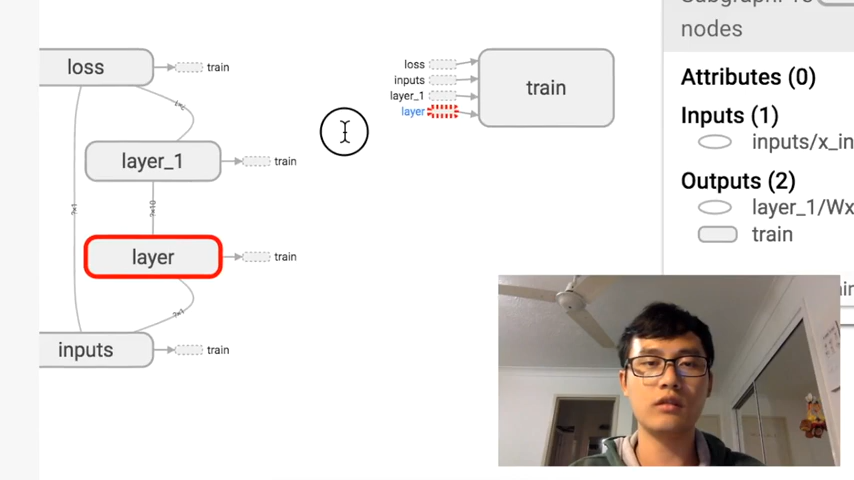 nodes
Attributes (0)
Inputs (1)
inputs/x_in
Outputs (2)
layer_1/Wx
train
loss
train
layer_1
train
layer
train
inputs
train
loss
inputs
layer_1
layer
train